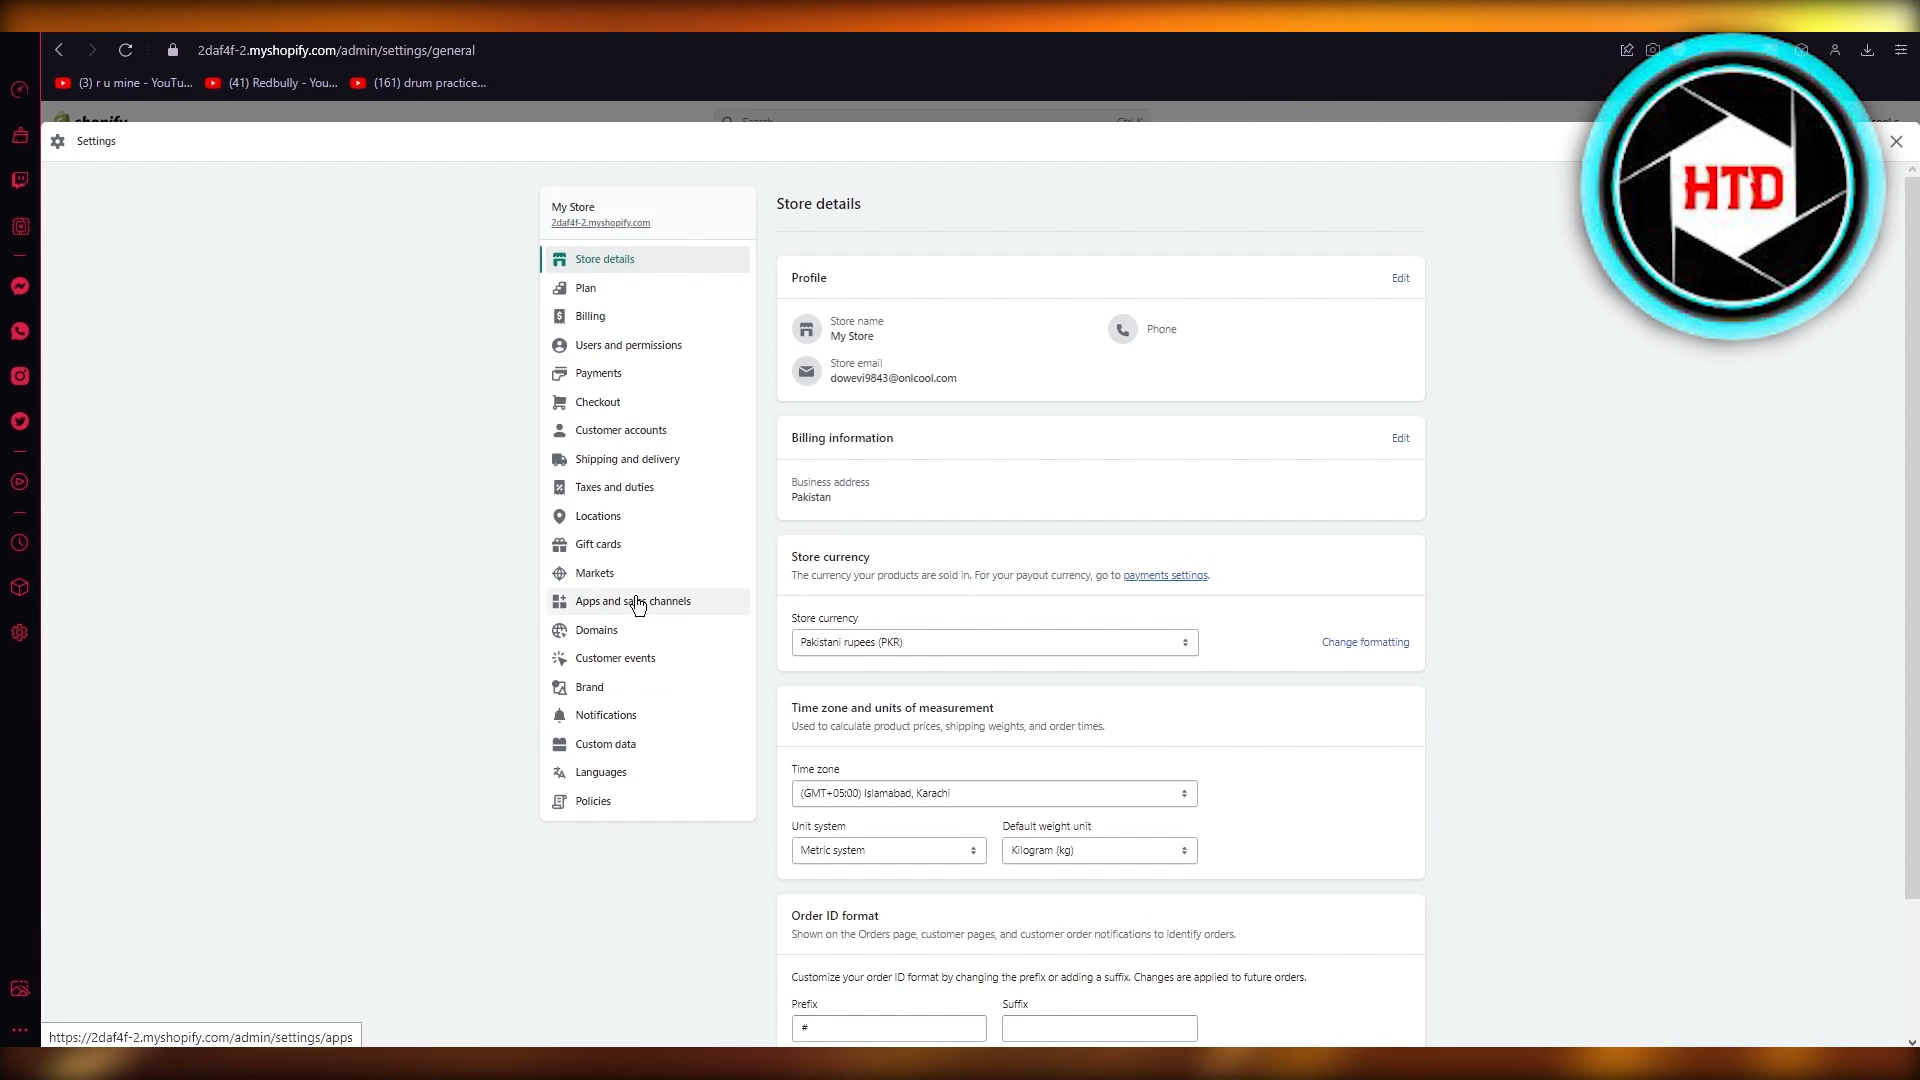 2daf4f-2.myshopify.com/admin/settings/general
(3) r u mine - YouTu...
(41) Redbully - You...
(161) drum practice...
shopify
Search
Ctrl K
Settings
HTD
My Store
2daf4f-2.myshopify.com
Store details
Plan
Billing
Users and permissions
Payments
Checkout
Customer accounts
Shipping and delivery
Taxes and duties
Locations
Gift cards
Markets
Apps and sales channels
Domains
Customer events
Brand
Notifications
Custom data
Languages
Policies
Store details
Profile
Edit
Store name
My Store
Phone
Store email
dowevi9843@onlcool.com
Billing information
Edit
Business address
Pakistan
Store currency
The currency your products are sold in. For your payout currency, go to payments settings.
Store currency
Pakistani rupees (PKR)
Change formatting
Time zone and units of measurement
Used to calculate product prices, shipping weights, and order times.
Time zone
(GMT+05:00) Islamabad, Karachi
Unit system
Default weight unit
Metric system
Kilogram (kg)
Order ID format
Shown on the Orders page, customer pages, and customer order notifications to identify orders.
Customize your order ID format by changing the prefix or adding a suffix. Changes are applied to future orders.
Prefix
Suffix
#
https://2daf4f-2.myshopify.com/admin/settings/apps